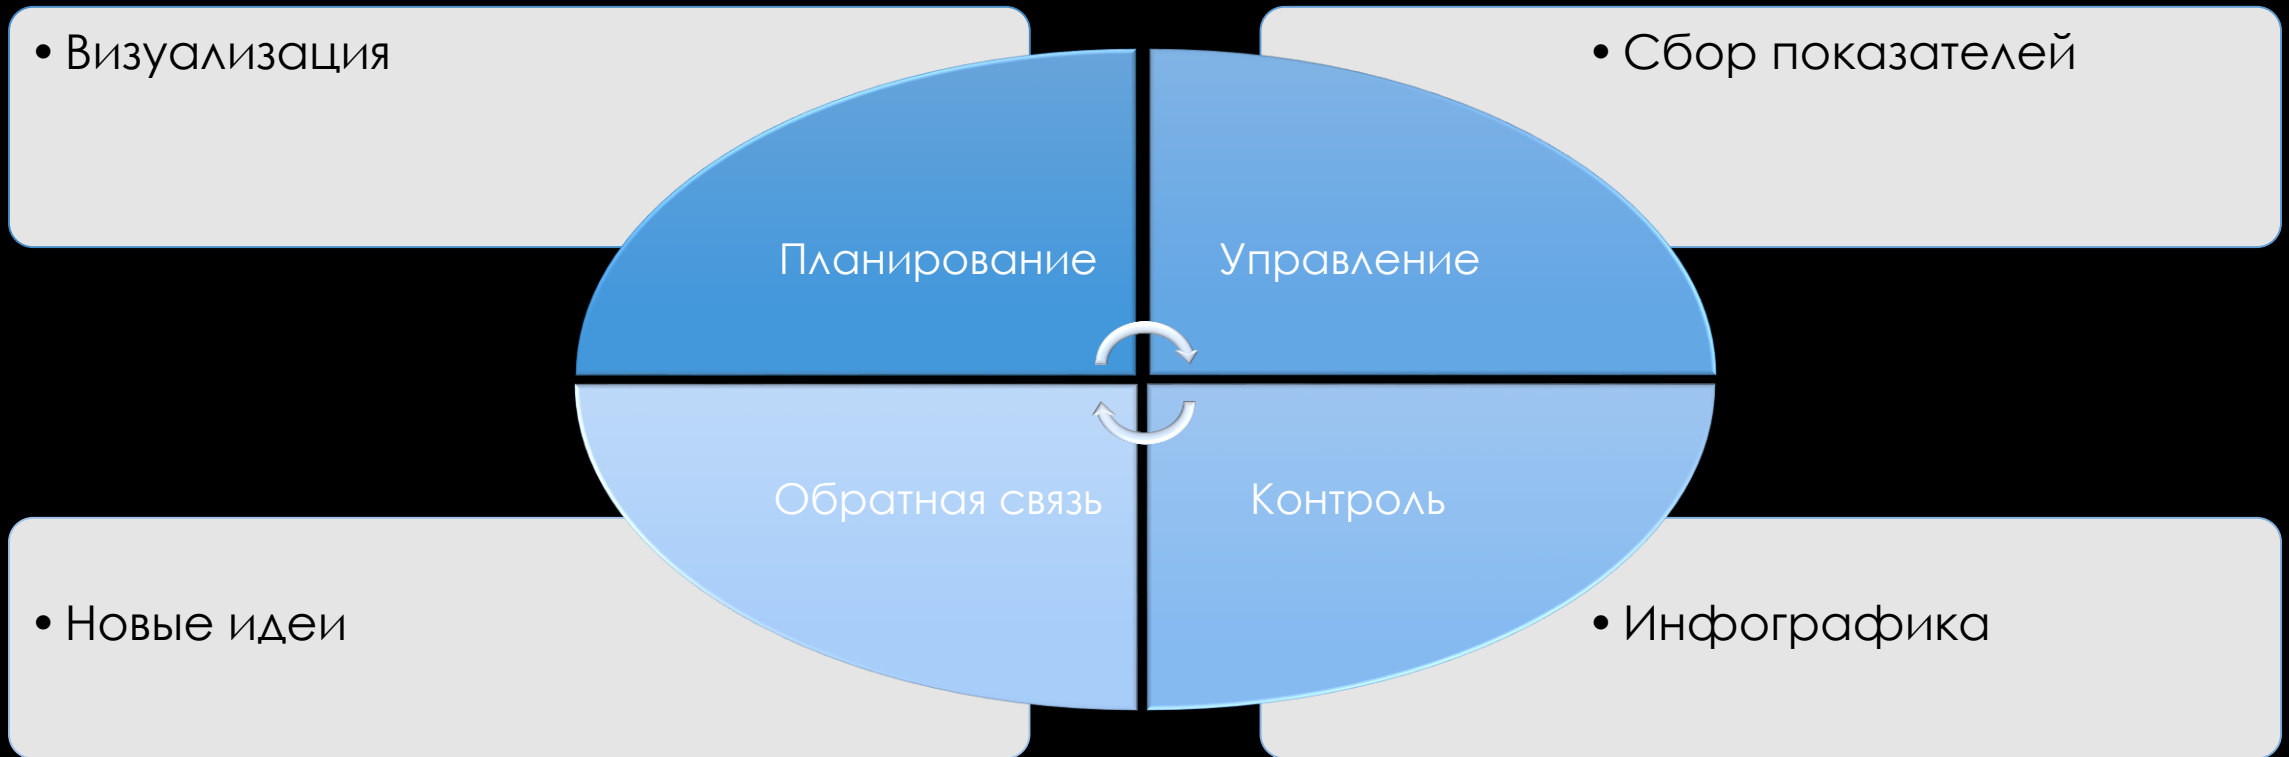 • Визуализация
• Сбор показателей
Планирование
Управление
Обратная связь
Контроль
• Новые идеи
• Инфографика